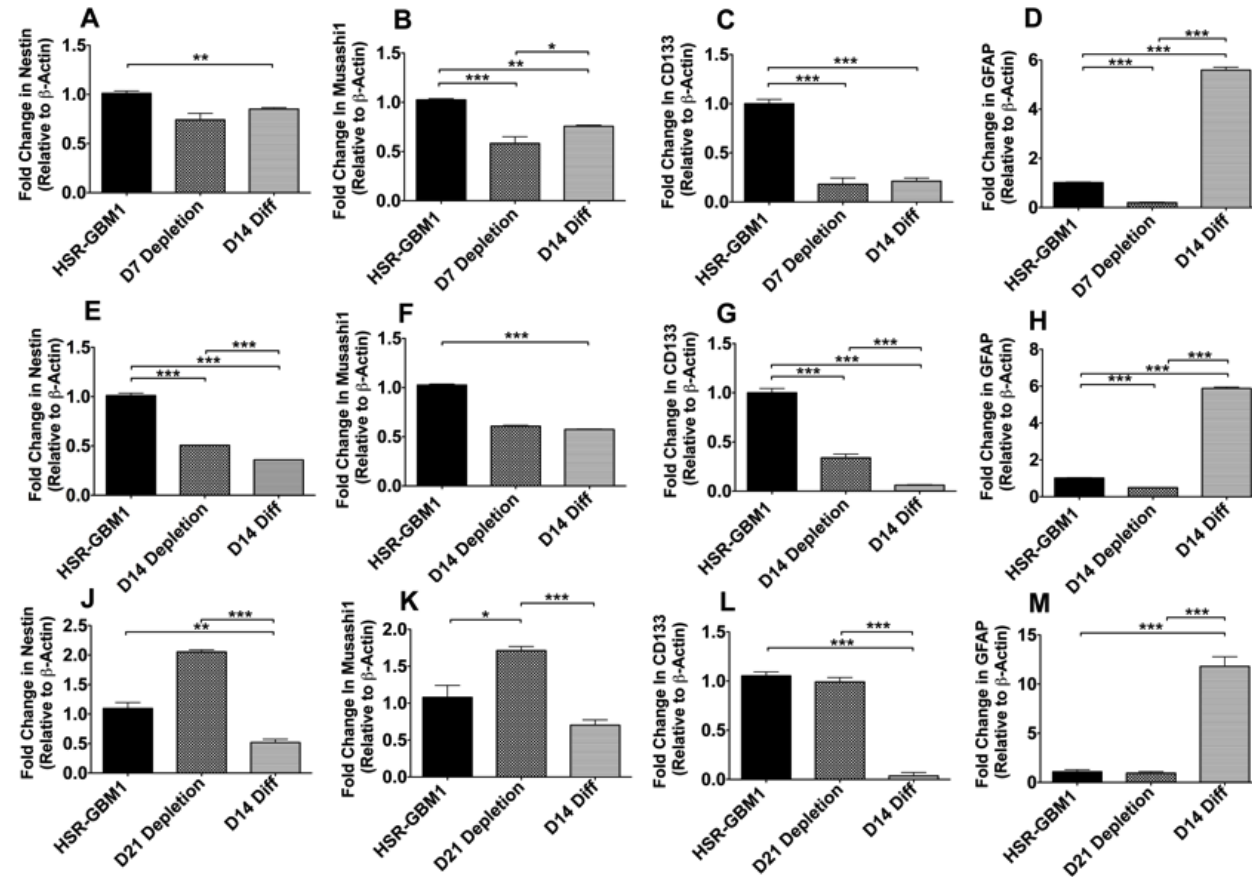 A
Fold Change in Nestin
(Relative to β-Actin)
1.5
1.0
0.5
0.0
**
HSR-GBM1
D7 Depletion
D14 Diff
B
Fold Change In Musashi1
(Relative to β-Actin)
1.5
1.0
0.5
0.0
*
**
***
HSR-GBM1
D7 Depletion
D14 Diff
C
Fold Change In CD133
(Relative to β-Actin)
1.5
1.0
0.5
0.0
***
***
HSR-GBM1
D7 Depletion
D14 Diff
D
Fold Change in GFAP
(Relative to β-Actin)
6
4
2
0
***
***
***
HSR-GBM1
D7 Depletion
D14 Diff
E
Fold Change in Nestin
(Relative to β-Actin)
1.5
1.0
0.5
0.0
***
***
***
HSR-GBM1
D14 Depletion
D14 Diff
F
Fold Change In Musashi1
(Relative to β-Actin)
1.5
1.0
0.5
0.0
***
HSR-GBM1
D14 Depletion
D14 Diff
G
Fold Change In CD133
(Relative to β-Actin)
1.5
1.0
0.5
0.0
***
***
***
HSR-GBM1
D14 Depletion
D14 Diff
H
Fold Change in GFAP
(Relative to β-Actin)
8
6
4
2
0
***
***
***
HSR-GBM1
D14 Depletion
D14 Diff
J
Fold Change in Nestin
(Relative to β-Actin)
2.5
2.0
1.5
1.0
0.5
0.0
***
**
HSR-GBM1
D21 Depletion
D14 Diff
K
Fold Change In Musashi1
(Relative to β-Actin)
2.0
1.5
1.0
0.5
0.0
*
***
HSR-GBM1
D21 Depletion
D14 Diff
L
Fold Change In CD133
(Relative to β-Actin)
1.5
1.0
0.5
0.0
***
***
HSR-GBM1
D21 Depletion
D14 Diff
M
Fold Change in GFAP
(Relative to β-Actin)
15
10
5
0
***
***
HSR-GBM1
D21 Depletion
D14 Diff